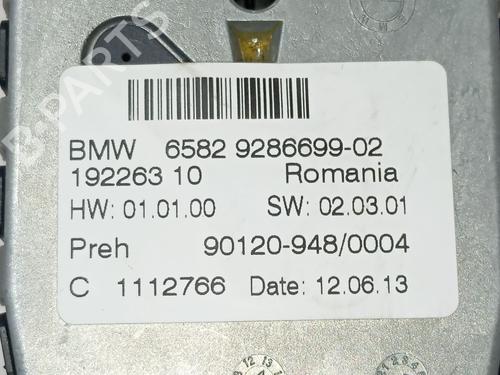 B-PARTS
BMW 6582 9286699-02
192263 10 Romania
HW: 01.01.00 SW: 02.03.01
Preh 90120-948/0004
C 1112766 Date: 12.06.13